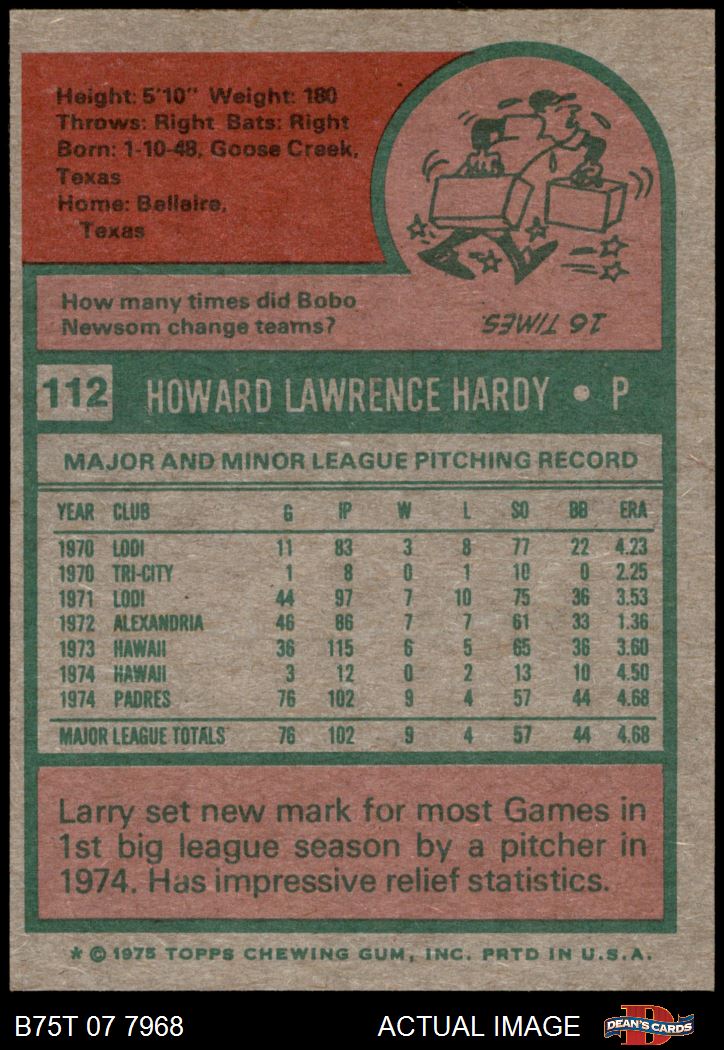 Height: 5'10" Weight: 180
Throws: Right Bats: Right
Born: 1-10-48, Goose Creek,
Texas
Home: Bellaire,
Texas
How many times did Bobo
Newsom change teams?
16 TIMES.
112 HOWARD LAWRENCE HARDY • P
MAJOR AND MINOR LEAGUE PITCHING RECORD
YEAR CLUB G IP W L SO BB ERA
1970 LODI 11 83 3 8 77 22 4.23
1970 TRI-CITY 1 8 0 1 10 0 2.25
1971 LODI 44 97 7 10 75 36 3.53
1972 ALEXANDRIA 46 86 7 7 61 33 1.36
1973 HAWAII 36 115 6 5 65 36 3.60
1974 HAWAII 3 12 0 2 13 10 4.50
1974 PADRES 76 102 9 4 57 44 4.68
MAJOR LEAGUE TOTALS 76 102 9 4 57 44 4.68
Larry set new mark for most Games in
1st big league season by a pitcher in
1974. Has impressive relief statistics.
* © 1975 TOPPS CHEWING GUM, INC. PRTD IN U.S.A.
B75T 07 7968 ACTUAL IMAGE DEAN'S CARDS